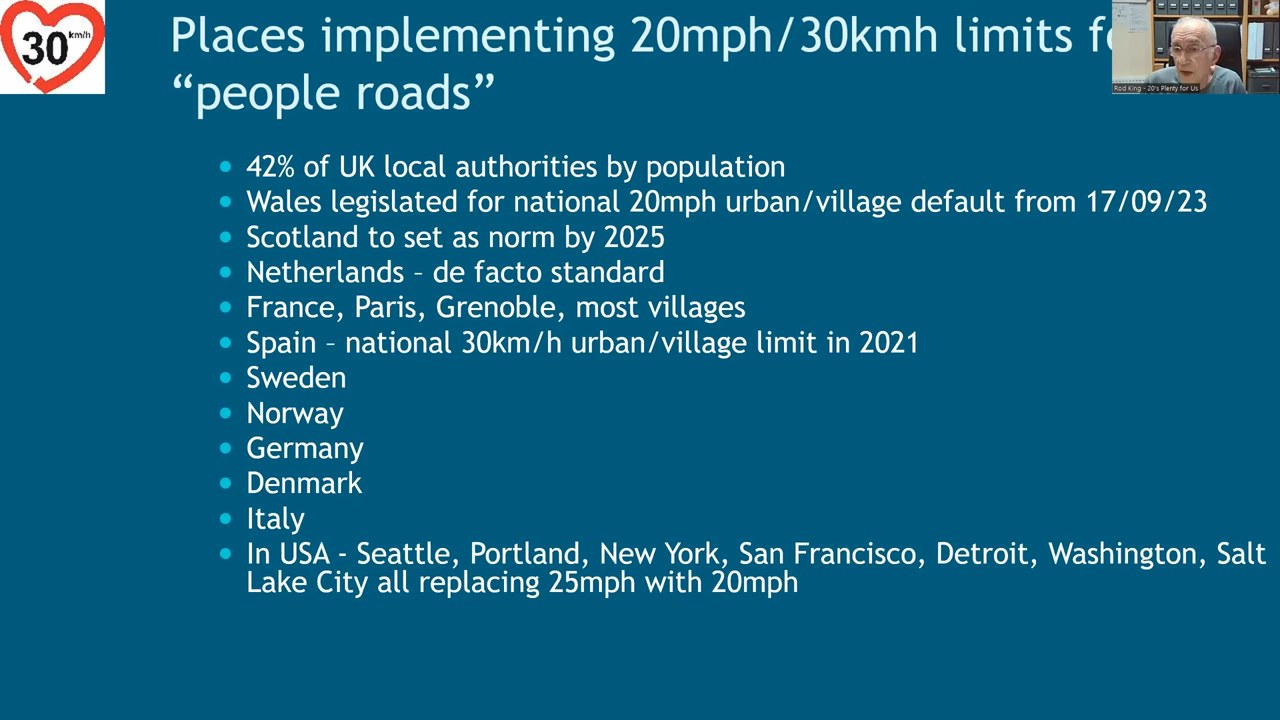 30 km/h
Places implementing 20mph/30kmh limits
“people roads”
Rod King - 20's Plenty for Us
42% of UK local authorities by population
Wales legislated for national 20mph urban/village default from 17/09/23
Scotland to set as norm by 2025
Netherlands – de facto standard
France, Paris, Grenoble, most villages
Spain – national 30km/h urban/village limit in 2021
Sweden
Norway
Germany
Denmark
Italy
In USA - Seattle, Portland, New York, San Francisco, Detroit, Washington, Salt
Lake City all replacing 25mph with 20mph